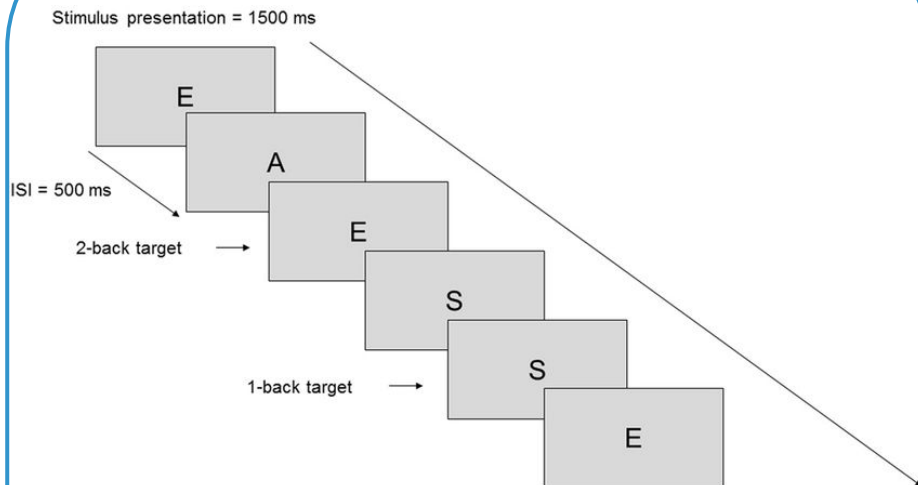 Stimulus presentation = 1500 ms
E
A
ISI = 500 ms
E
2-back target
S
S
1-back target
E